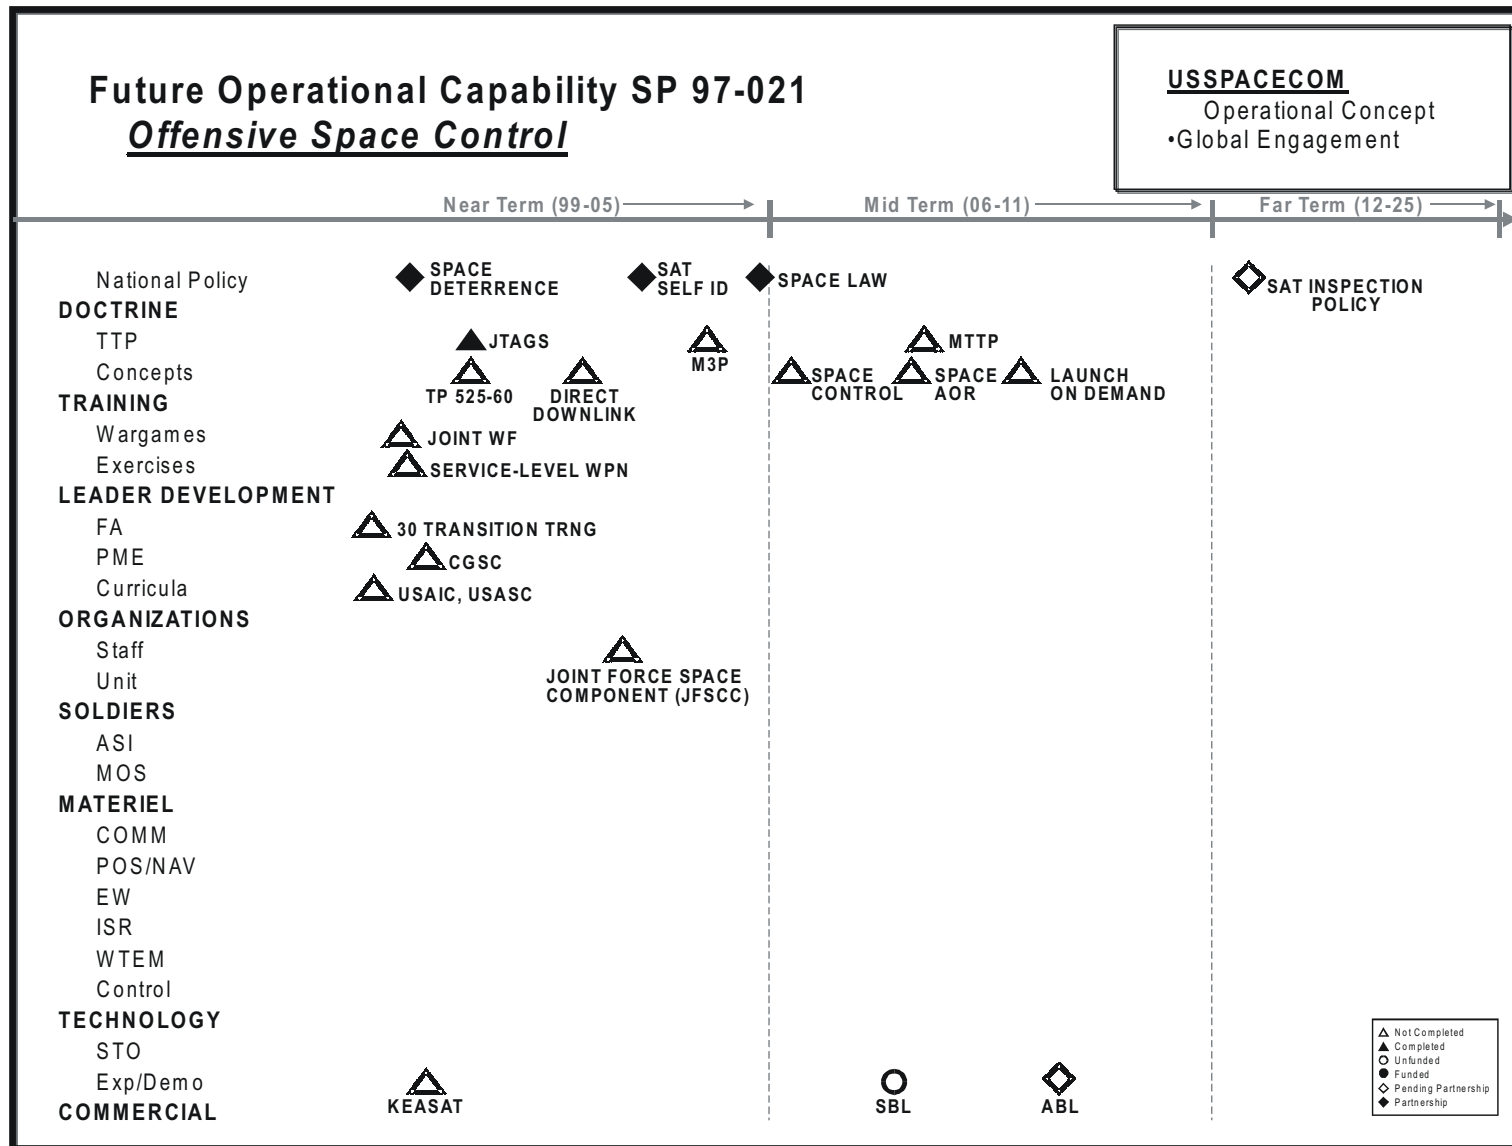 Future Operational Capability SP 97-021
Offensive Space Control
USSPACECOM
Operational Concept
•Global Engagement
Near Term (99-05)
Mid Term (06-11)
Far Term (12-25)
National Policy
SPACE
DETERRENCE
SAT
SELF ID
SPACE LAW
SAT INSPECTION
POLICY
DOCTRINE
TTP
JTAGS
M3P
MTTP
Concepts
TP 525-60
DIRECT
DOWNLINK
SPACE
CONTROL
SPACE
AOR
LAUNCH
ON DEMAND
TRAINING
Wargames
JOINT WF
Exercises
SERVICE-LEVEL WPN
LEADER DEVELOPMENT
FA
30 TRANSITION TRNG
PME
CGSC
Curricula
USAIC, USASC
ORGANIZATIONS
Staff
Unit
JOINT FORCE SPACE
COMPONENT (JFSCC)
SOLDIERS
ASI
MOS
MATERIEL
COMM
POS/NAV
EW
ISR
WTEM
Control
TECHNOLOGY
STO
Exp/Demo
KEASAT
SBL
ABL
COMMERCIAL
Not Completed
Completed
Unfunded
Funded
Pending Partnership
Partnership